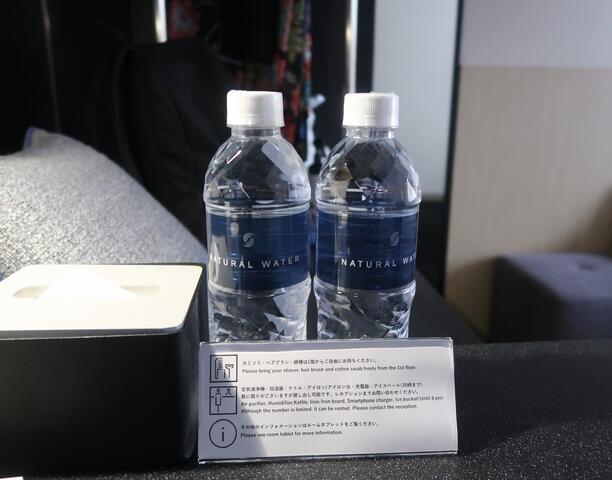 NATURAL WATER
NATURAL WATE
カミソリ・ヘアブラシ・綿棒は1階からご自由にお持ちください。
Please bring your shaver, hair brush and cotton swab freely from the 1st floor.
空気清浄機・加湿器・ケトル・アイロン/アイロン台・充電器・アイスペール(20時まで)
数に限りがございますが貸し出し可能です。レセプションまでお問い合わせください。
Air purifier, Humidifier,Kettle, Iron/Iron board, Smartphone charger, Ice bucket(Until 8 pm)
Although the number is limited, it can be rented. Please contact the reception.
その他のインフォメーションはルームタブレットをご覧ください。
Please see room tablet for more information.